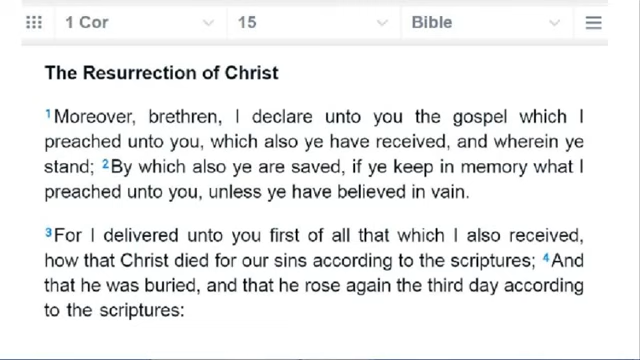 1 Cor 15 Bible
The Resurrection of Christ
1Moreover, brethren, I declare unto you the gospel which I
preached unto you, which also ye have received, and wherein ye
stand; 2By which also ye are saved, if ye keep in memory what I
preached unto you, unless ye have believed in vain.
3For I delivered unto you first of all that which I also received,
how that Christ died for our sins according to the scriptures; 4And
that he was buried, and that he rose again the third day according
to the scriptures: